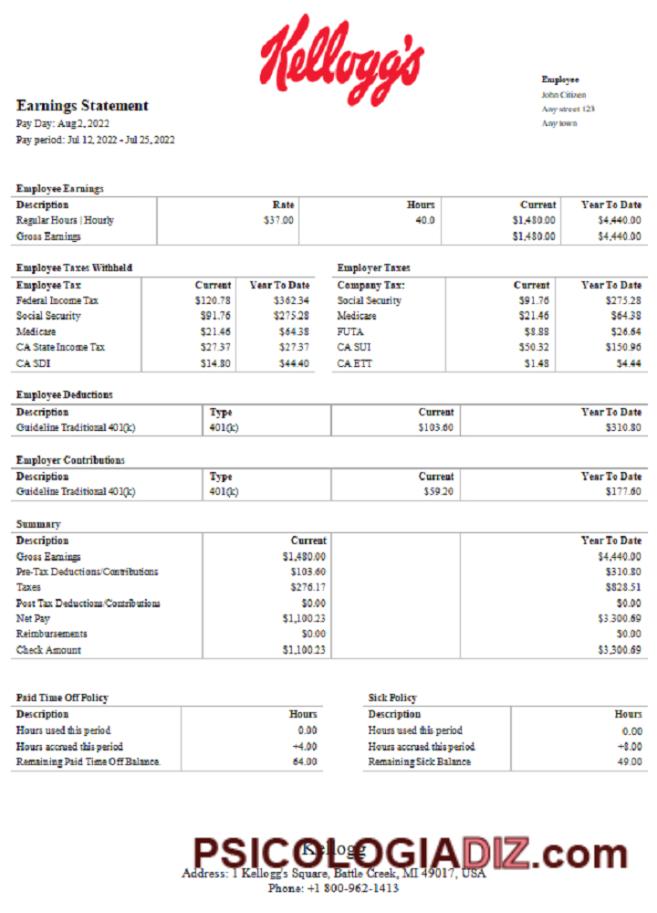 Kellogg's
Employee
John Citizen
Any street 123
Any town
Earnings Statement
Pay Day: Aug 2, 2022
Pay period: Jul 12, 2022 - Jul 25, 2022
Employee Earnings
Description Rate Hours Current Year To Date
Regular Hours | Hourly $37.00 40.0 $1,480.00 $4,440.00
Gross Earnings $1,480.00 $4,440.00
Employee Taxes Withheld
Employee Tax Current Year To Date
Federal Income Tax $120.78 $362.34
Social Security $91.76 $275.28
Medicare $21.46 $64.38
CA State Income Tax $27.37 $27.37
CA SDI $14.80 $44.40
Employer Taxes
Company Tax: Current Year To Date
Social Security $91.76 $275.28
Medicare $21.46 $64.38
FUTA $8.88 $26.64
CA SUI $50.32 $150.96
CA ETT $1.48 $4.44
Employee Deductions
Description Type Current Year To Date
Guideline Traditional 401(k) 401(k) $103.60 $310.80
Employer Contributions
Description Type Current Year To Date
Guideline Traditional 401(k) 401(k) $59.20 $177.60
Summary
Description Current Year To Date
Gross Earnings $1,480.00 $4,440.00
Pre-Tax Deductions/Contributions $103.60 $310.80
Taxes $276.17 $828.51
Post Tax Deductions/Contributions $0.00 $0.00
Net Pay $1,100.23 $3,300.69
Reimbursements $0.00 $0.00
Check Amount $1,100.23 $3,300.69
Paid Time Off Policy
Description Hours
Hours used this period 0.00
Hours accrued this period +4.00
Remaining Paid Time Off Balance. 64.00
Sick Policy
Description Hours
Hours used this period 0.00
Hours accrued this period +8.00
Remaining Sick Balance 49.00
Kellogg
PSICOLOGIADIZ.com
Address: 1 Kellogg's Square, Battle Creek, MI 49017, USA
Phone: +1 800-962-1413